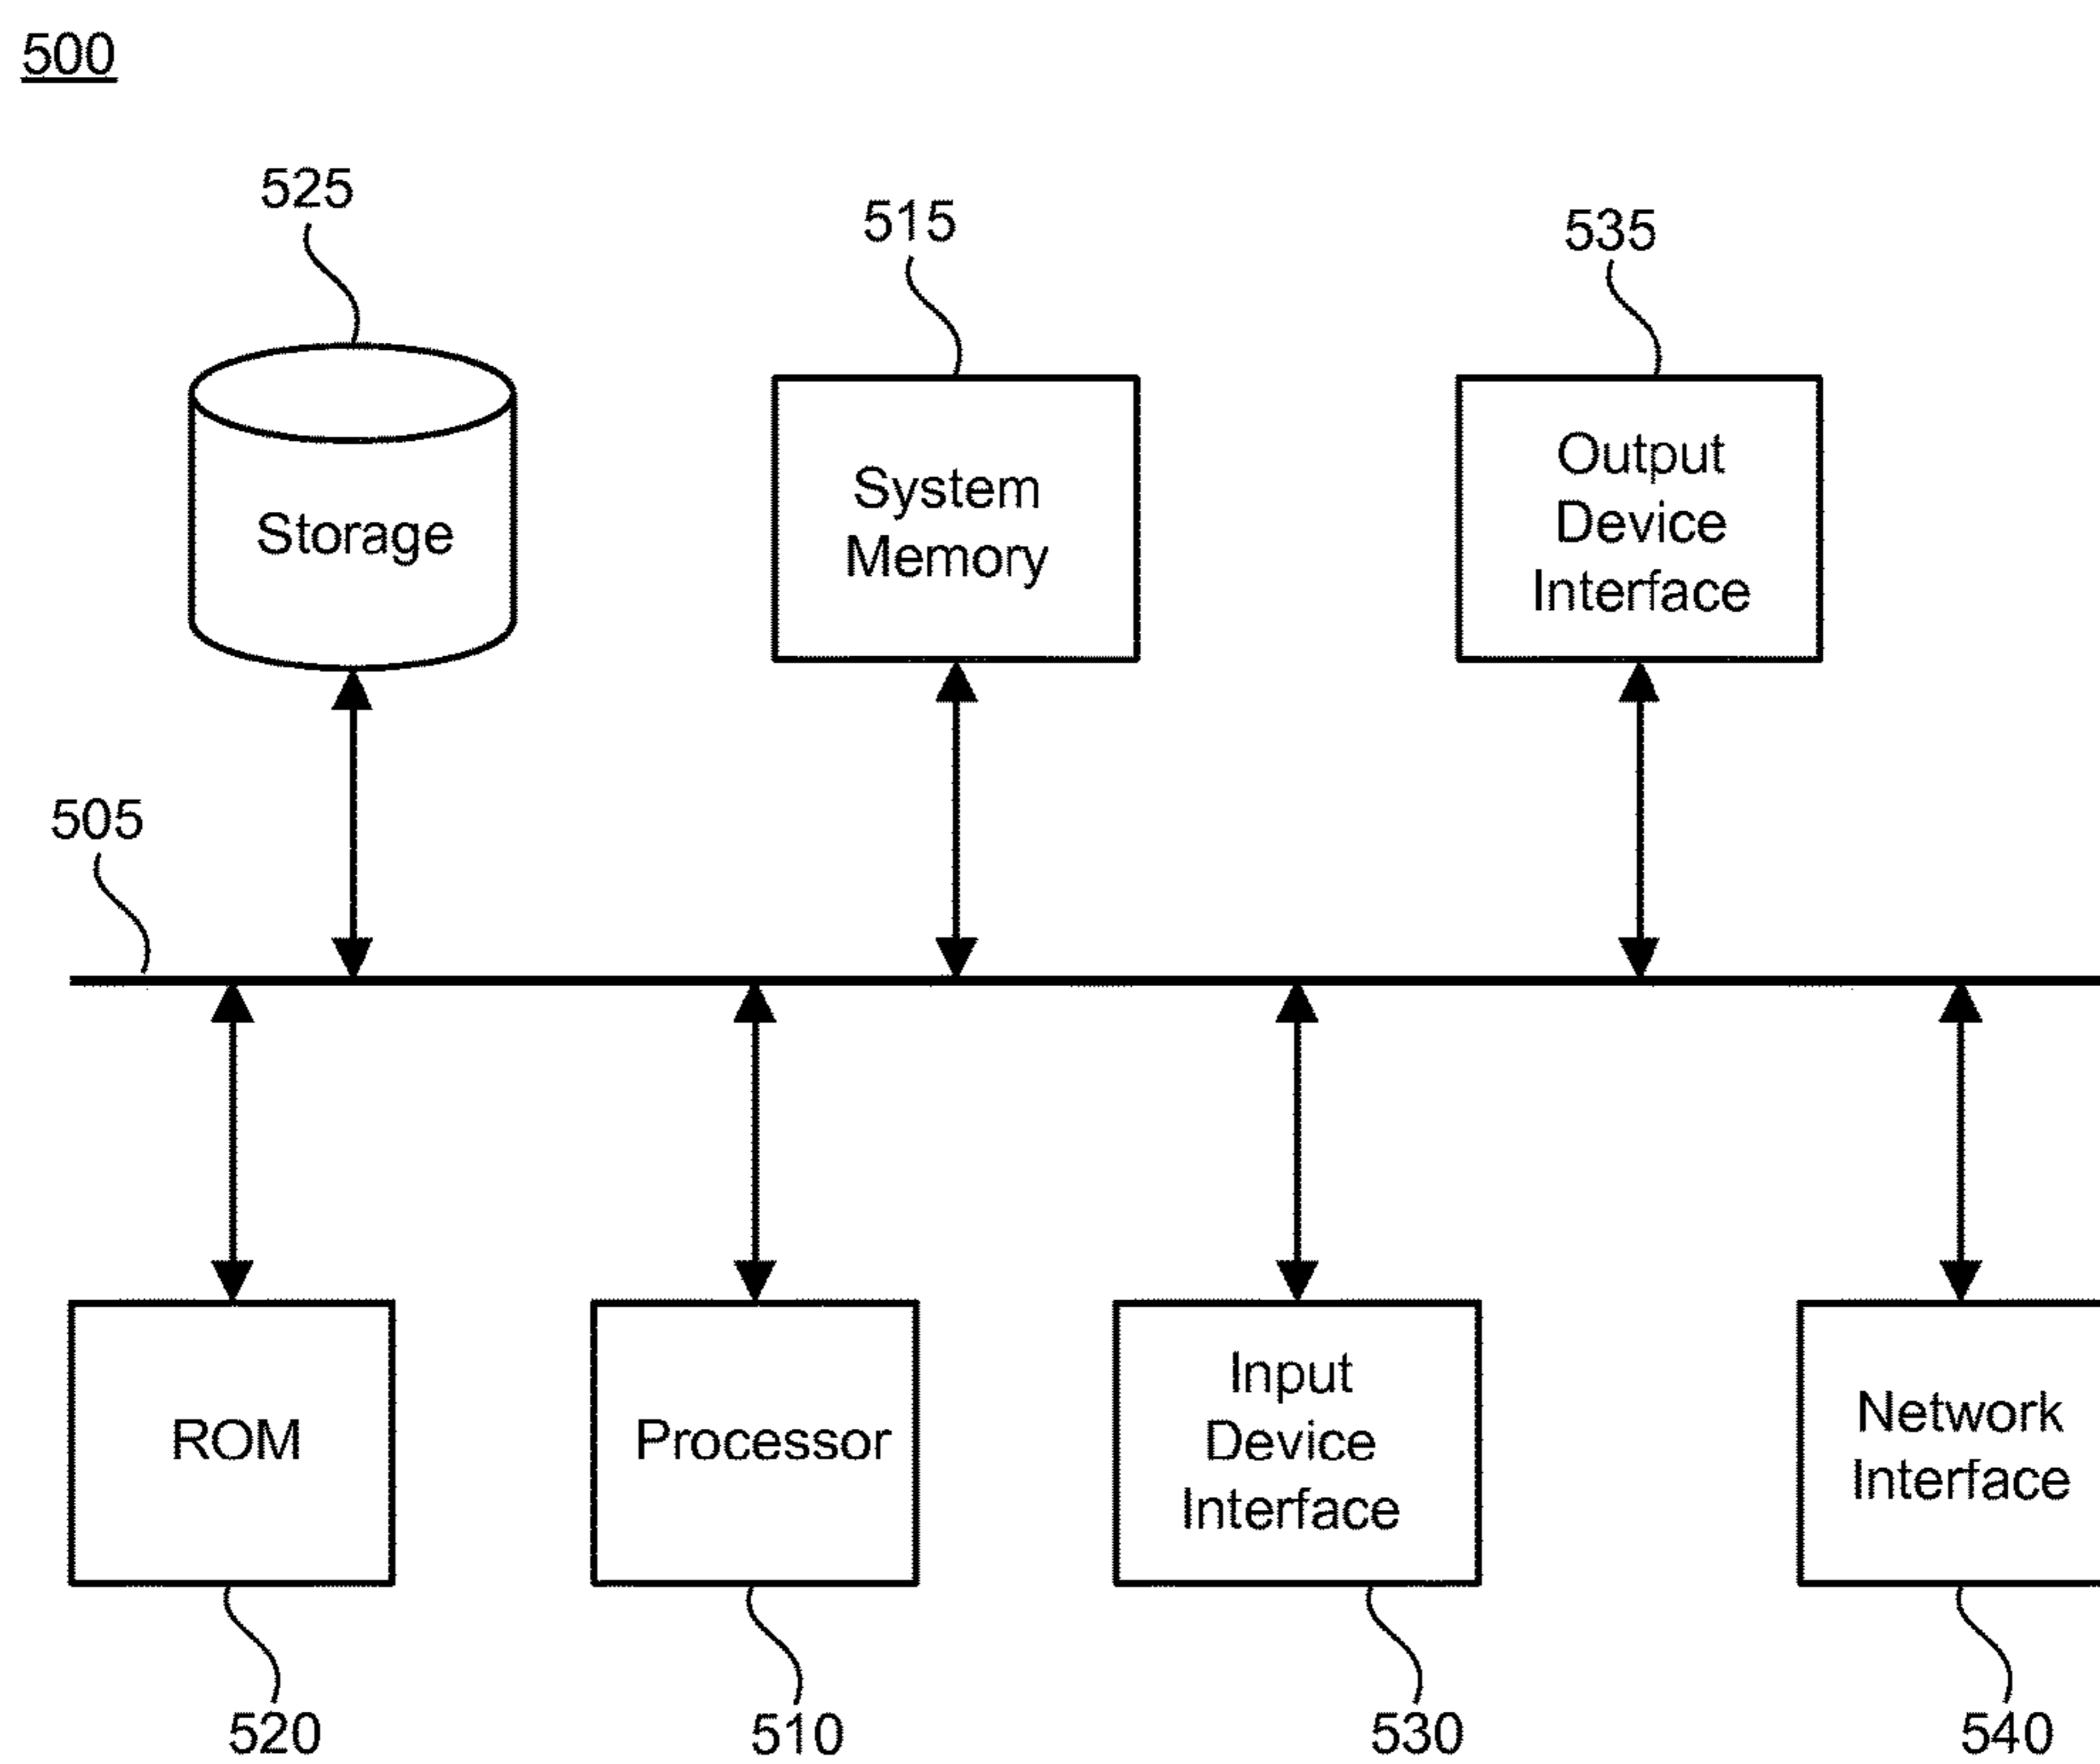 500
525
515
535
Storage
System
Memory
Output
Device
Interface
505
ROM
Processor
Input
Device
Interface
Network
Interface
520
510
530
540